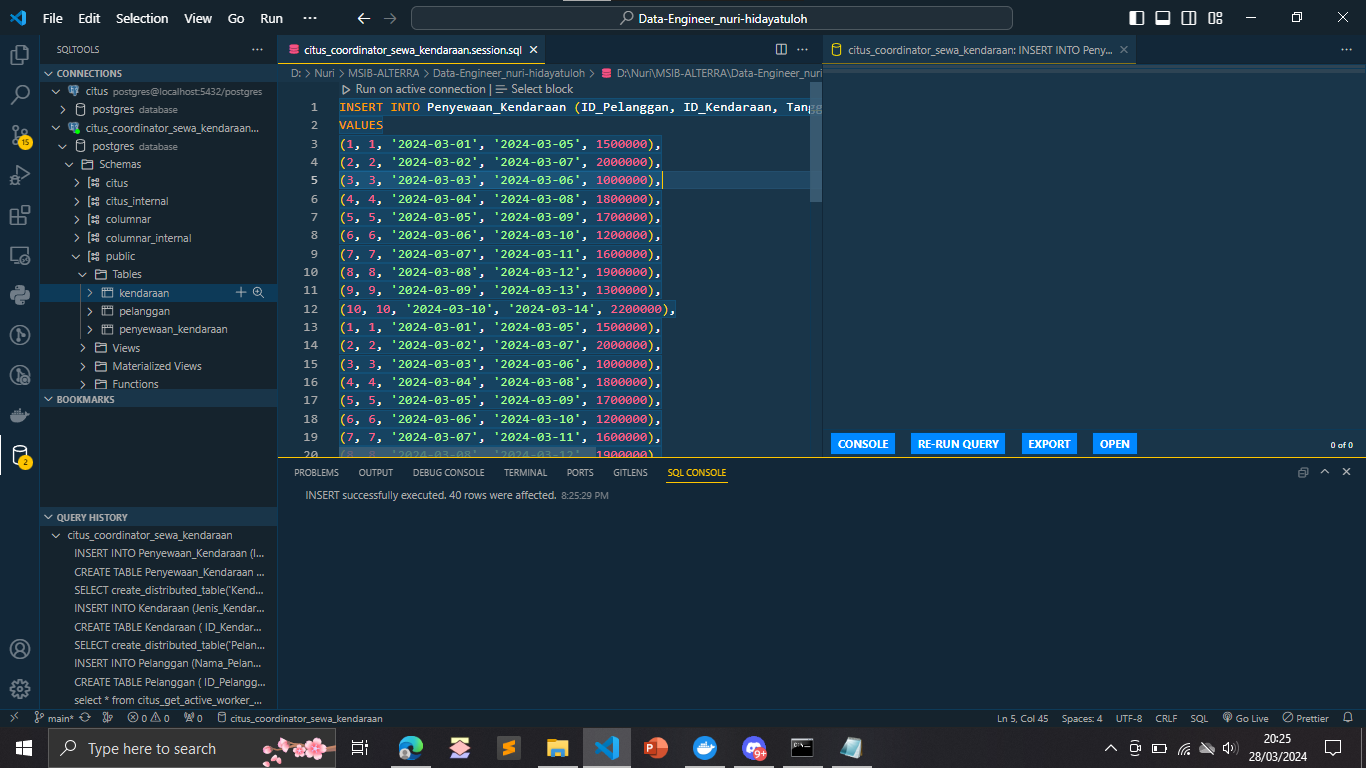 File Edit Selection View Go Run ··· Data-Engineer_nuri-hidayatuloh
SQLTOOLS
CONNECTIONS
citus postgres@localhost:5432/postgres
postgres database
citus_coordinator_sewa_kendaraan...
postgres database
Schemas
citus
citus_internal
columnar
columnar_internal
public
Tables
kendaraan
pelanggan
penyewaan_kendaraan
Views
Materialized Views
Functions
BOOKMARKS
QUERY HISTORY
citus_coordinator_sewa_kendaraan
INSERT INTO Penyewaan_Kendaraan (I...
CREATE TABLE Penyewaan_Kendaraan ...
SELECT create_distributed_table('Kend...
INSERT INTO Kendaraan (Jenis_Kendar...
CREATE TABLE Kendaraan ( ID_Kendar...
SELECT create_distributed_table('Pelan...
INSERT INTO Pelanggan (Nama_Pelan...
CREATE TABLE Pelanggan ( ID_Pelangg...
select * from citus_get_active_worker_...
15
2
citus_coordinator_sewa_kendaraan.session.sql
D: > Nuri > MSIB-ALTERRA > Data-Engineer_nuri-hidayatuloh > D:\Nuri\MSIB-ALTERRA\Data-Engineer_nuri
Run on active connection | Select block
1 INSERT INTO Penyewaan_Kendaraan (ID_Pelanggan, ID_Kendaraan, Tangg
2 VALUES
3 (1, 1, '2024-03-01', '2024-03-05', 1500000),
4 (2, 2, '2024-03-02', '2024-03-07', 2000000),
5 (3, 3, '2024-03-03', '2024-03-06', 1000000),
6 (4, 4, '2024-03-04', '2024-03-08', 1800000),
7 (5, 5, '2024-03-05', '2024-03-09', 1700000),
8 (6, 6, '2024-03-06', '2024-03-10', 1200000),
9 (7, 7, '2024-03-07', '2024-03-11', 1600000),
10 (8, 8, '2024-03-08', '2024-03-12', 1900000),
11 (9, 9, '2024-03-09', '2024-03-13', 1300000),
12 (10, 10, '2024-03-10', '2024-03-14', 2200000),
13 (1, 1, '2024-03-01', '2024-03-05', 1500000),
14 (2, 2, '2024-03-02', '2024-03-07', 2000000),
15 (3, 3, '2024-03-03', '2024-03-06', 1000000),
16 (4, 4, '2024-03-04', '2024-03-08', 1800000),
17 (5, 5, '2024-03-05', '2024-03-09', 1700000),
18 (6, 6, '2024-03-06', '2024-03-10', 1200000),
19 (7, 7, '2024-03-07', '2024-03-11', 1600000),
20 (8, 8, '2024-03-08', '2024-03-12', 1900000),
citus_coordinator_sewa_kendaraan: INSERT INTO Peny...
CONSOLE RE-RUN QUERY EXPORT OPEN 0 of 0
PROBLEMS OUTPUT DEBUG CONSOLE TERMINAL PORTS GITLENS SQL CONSOLE
INSERT successfully executed. 40 rows were affected. 8:25:29 PM
main* 0 0 0 citus_coordinator_sewa_kendaraan Ln 5, Col 45 Spaces: 4 UTF-8 CRLF SQL Go Live Prettier
Type here to search
9+
20:25
28/03/2024